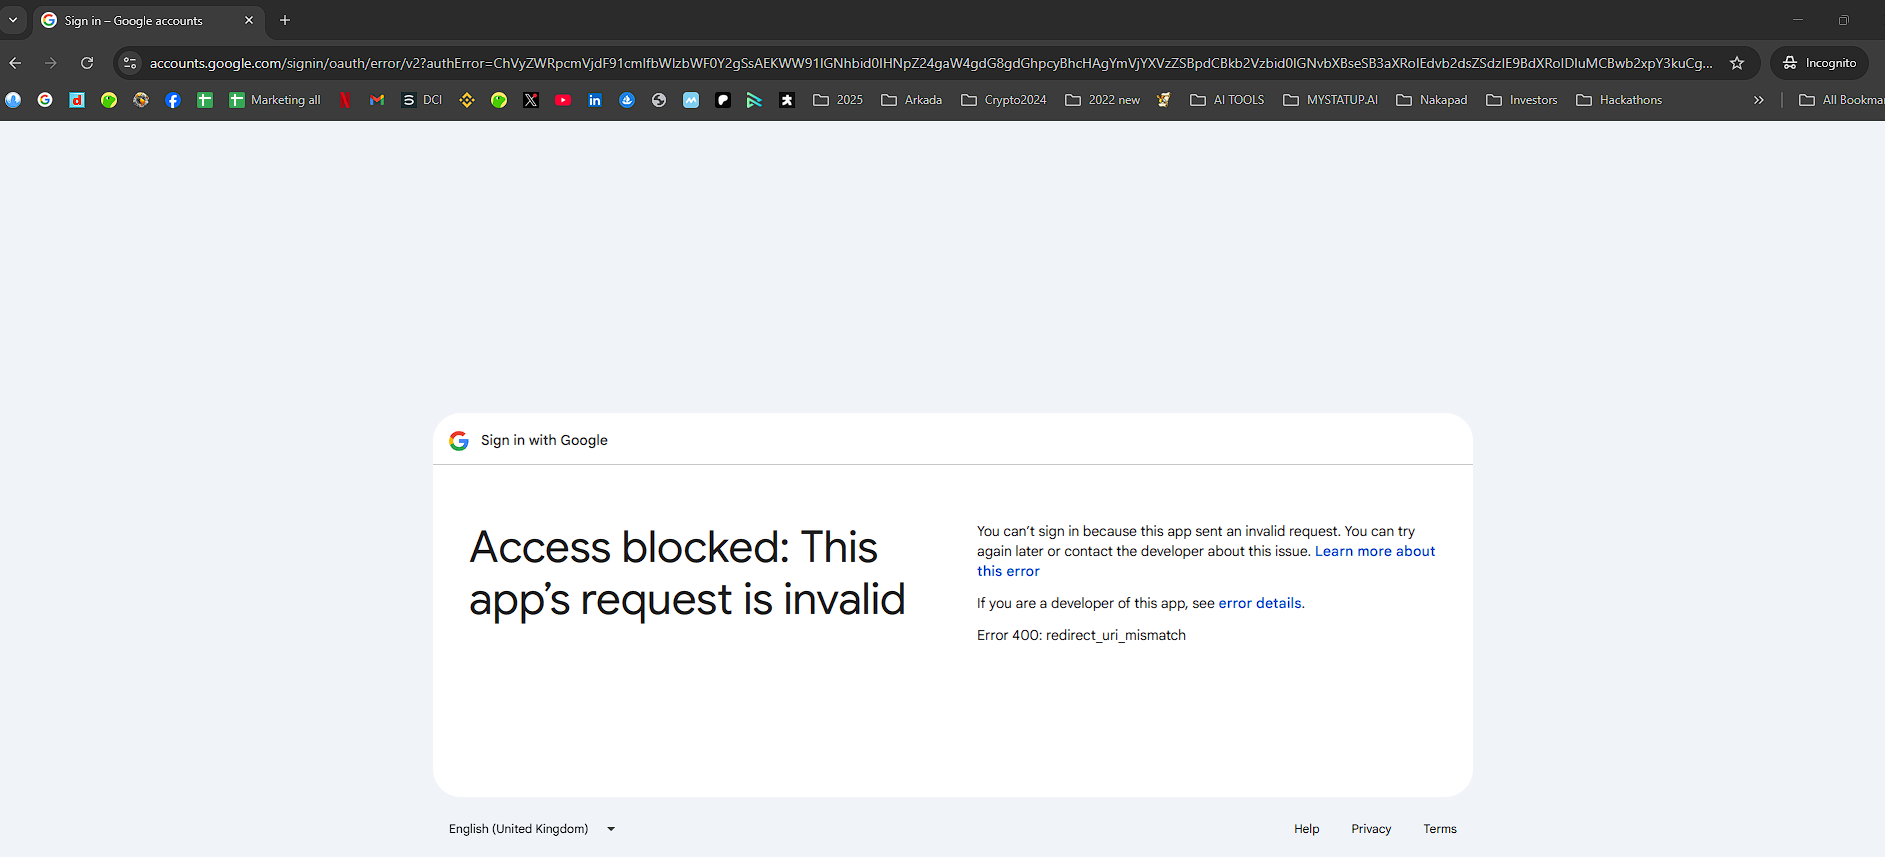 Sign in – Google accounts
accounts.google.com/signin/oauth/error/v2?authError=ChVyZWRpcmVjdF91cmlfbWlzbWF0Y2gSsAEKWW91IGNhbid0IHNpZ24gaW4gdG8gdGhpcyBhcHAgYmVjYXVzZSBpdCBkb2Vzbid0IGNvbXBseSB3aXRoIEdvb2dsZSdzIE9BdXRoIDIuMCBwb2xpY3kuCg...
Incognito
Marketing all
DCI
2025
Arkada
Crypto2024
2022 new
AI TOOLS
MYSTATUP.AI
Nakapad
Investors
Hackathons
All Bookma
Sign in with Google
Access blocked: This
app’s request is invalid
You can’t sign in because this app sent an invalid request. You can try
again later or contact the developer about this issue. Learn more about
this error
If you are a developer of this app, see error details.
Error 400: redirect_uri_mismatch
English (United Kingdom)
Help
Privacy
Terms